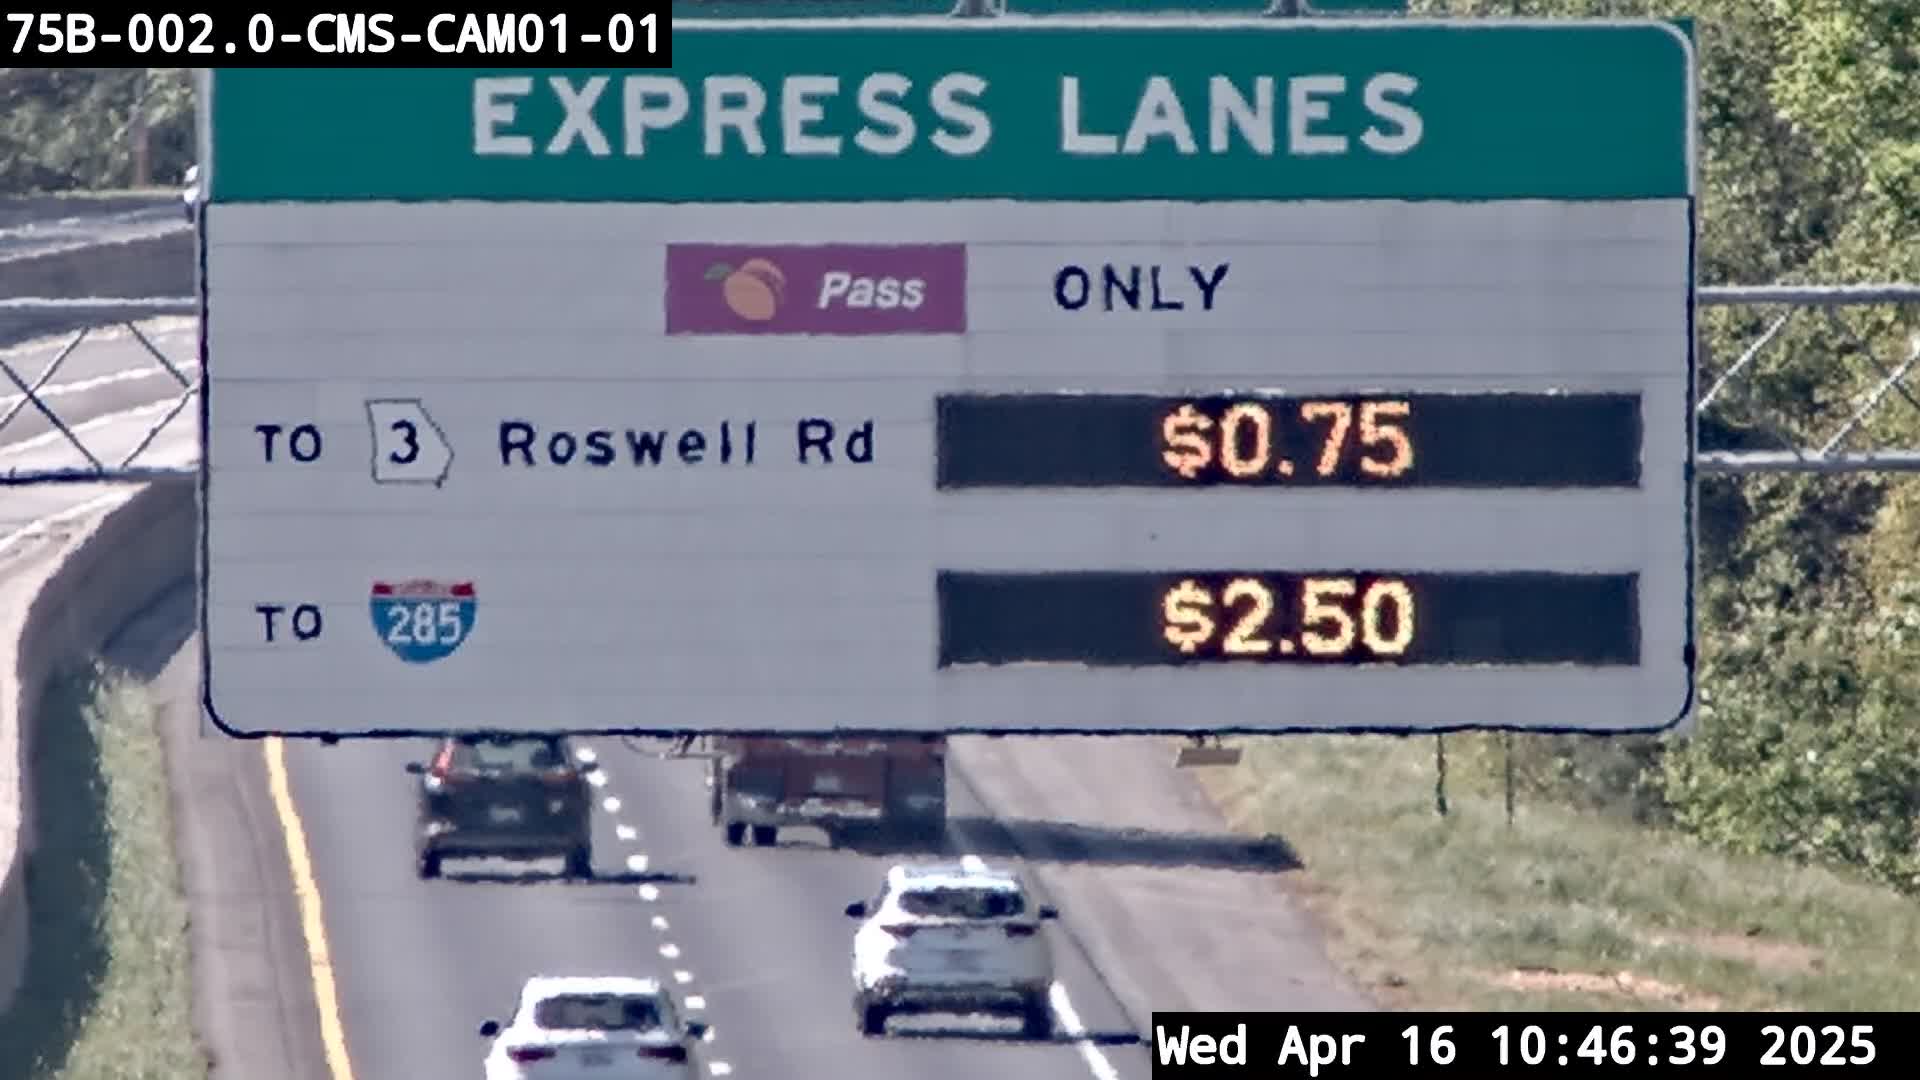 75B-002.0-CMS-CAM01-01
EXPRESS LANES
Pass ONLY
TO 3 Roswell Rd $0.75
TO 285 $2.50
Wed Apr 16 10:46:39 2025